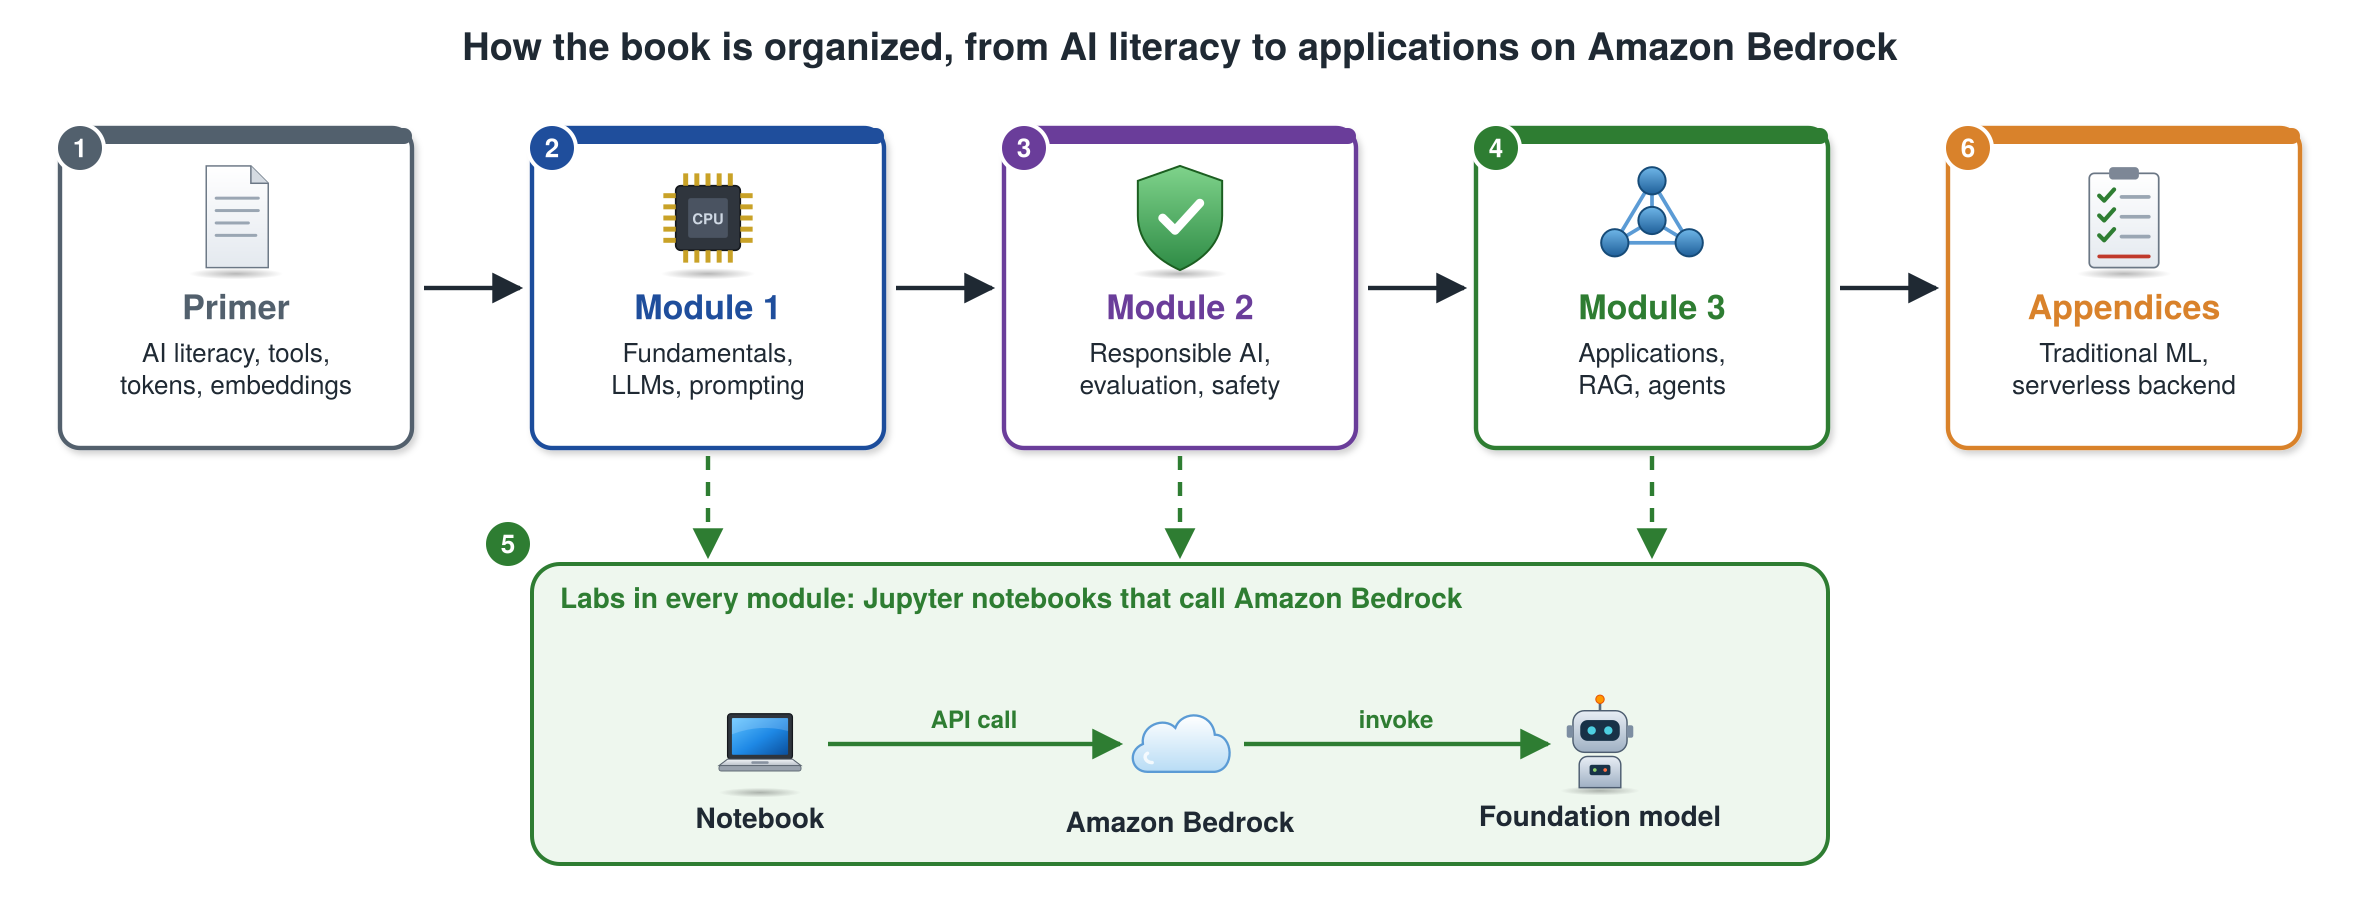 How the book is organized, from AI literacy to applications on Amazon Bedrock
1
Primer
AI literacy, tools,
tokens, embeddings
2
CPU
Module 1
Fundamentals,
LLMs, prompting
3
Module 2
Responsible AI,
evaluation, safety
4
Module 3
Applications,
RAG, agents
6
Appendices
Traditional ML,
serverless backend
5
Labs in every module: Jupyter notebooks that call Amazon Bedrock
API call
invoke
Notebook
Amazon Bedrock
Foundation model